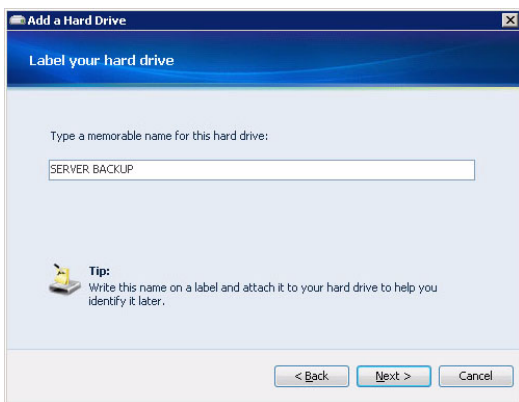 Add a Hard Drive
Label your hard drive
Type a memorable name for this hard drive:
SERVER BACKUP
Tip:
Write this name on a label and attach it to your hard drive to help you
identify it later.
< Back
Next >
Cancel